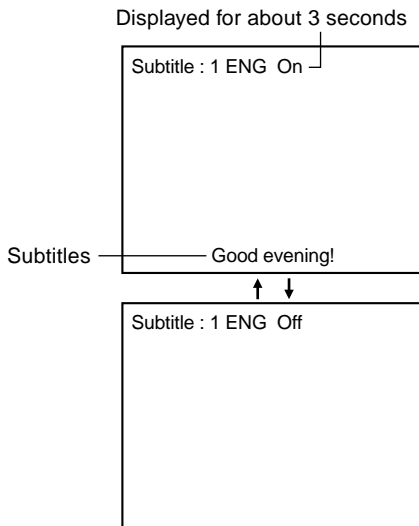 Displayed for about 3 seconds
Subtitle : 1 ENG On
Subtitles
Good evening!
Subtitle : 1 ENG Off